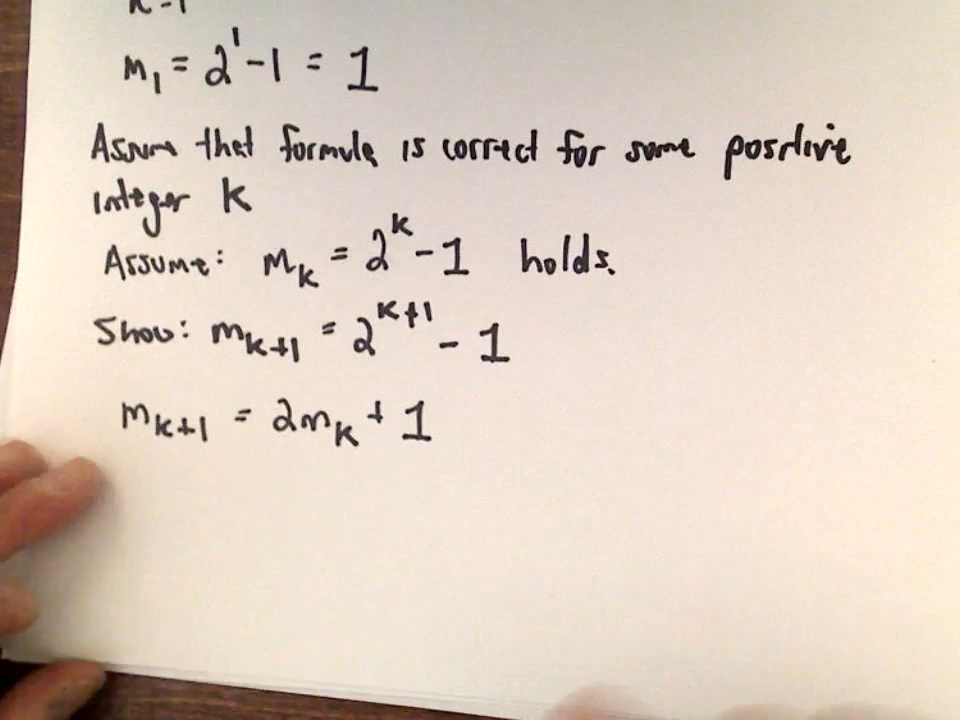 m₁ = 2¹ - 1 = 1
Assume that formula is correct for some positive
integer k
Assume: mₖ = 2ᵏ - 1 holds.
Show: mₖ₊₁ = 2ᵏ⁺¹ - 1
mₖ₊₁ = 2mₖ + 1